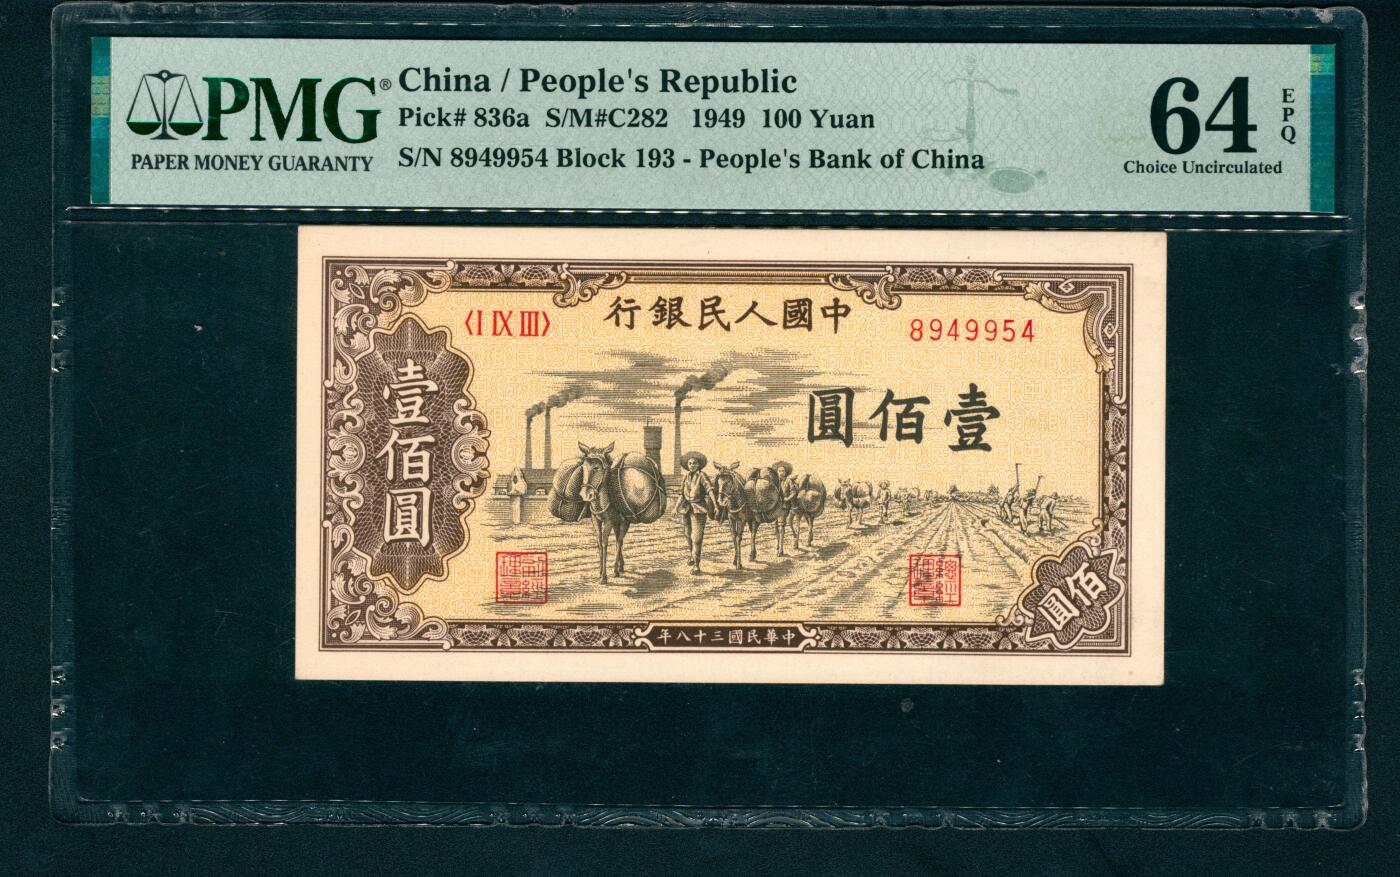 PMG®
PAPER MONEY GUARANTY
China / People's Republic
Pick# 836a S/M#C282 1949 100 Yuan
S/N 8949954 Block 193 - People's Bank of China
64
EPQ
Choice Uncirculated
行銀民人國中
〈I IX III〉
8949954
圓佰壹
壹佰圓
佰圓
年八十三國民華中